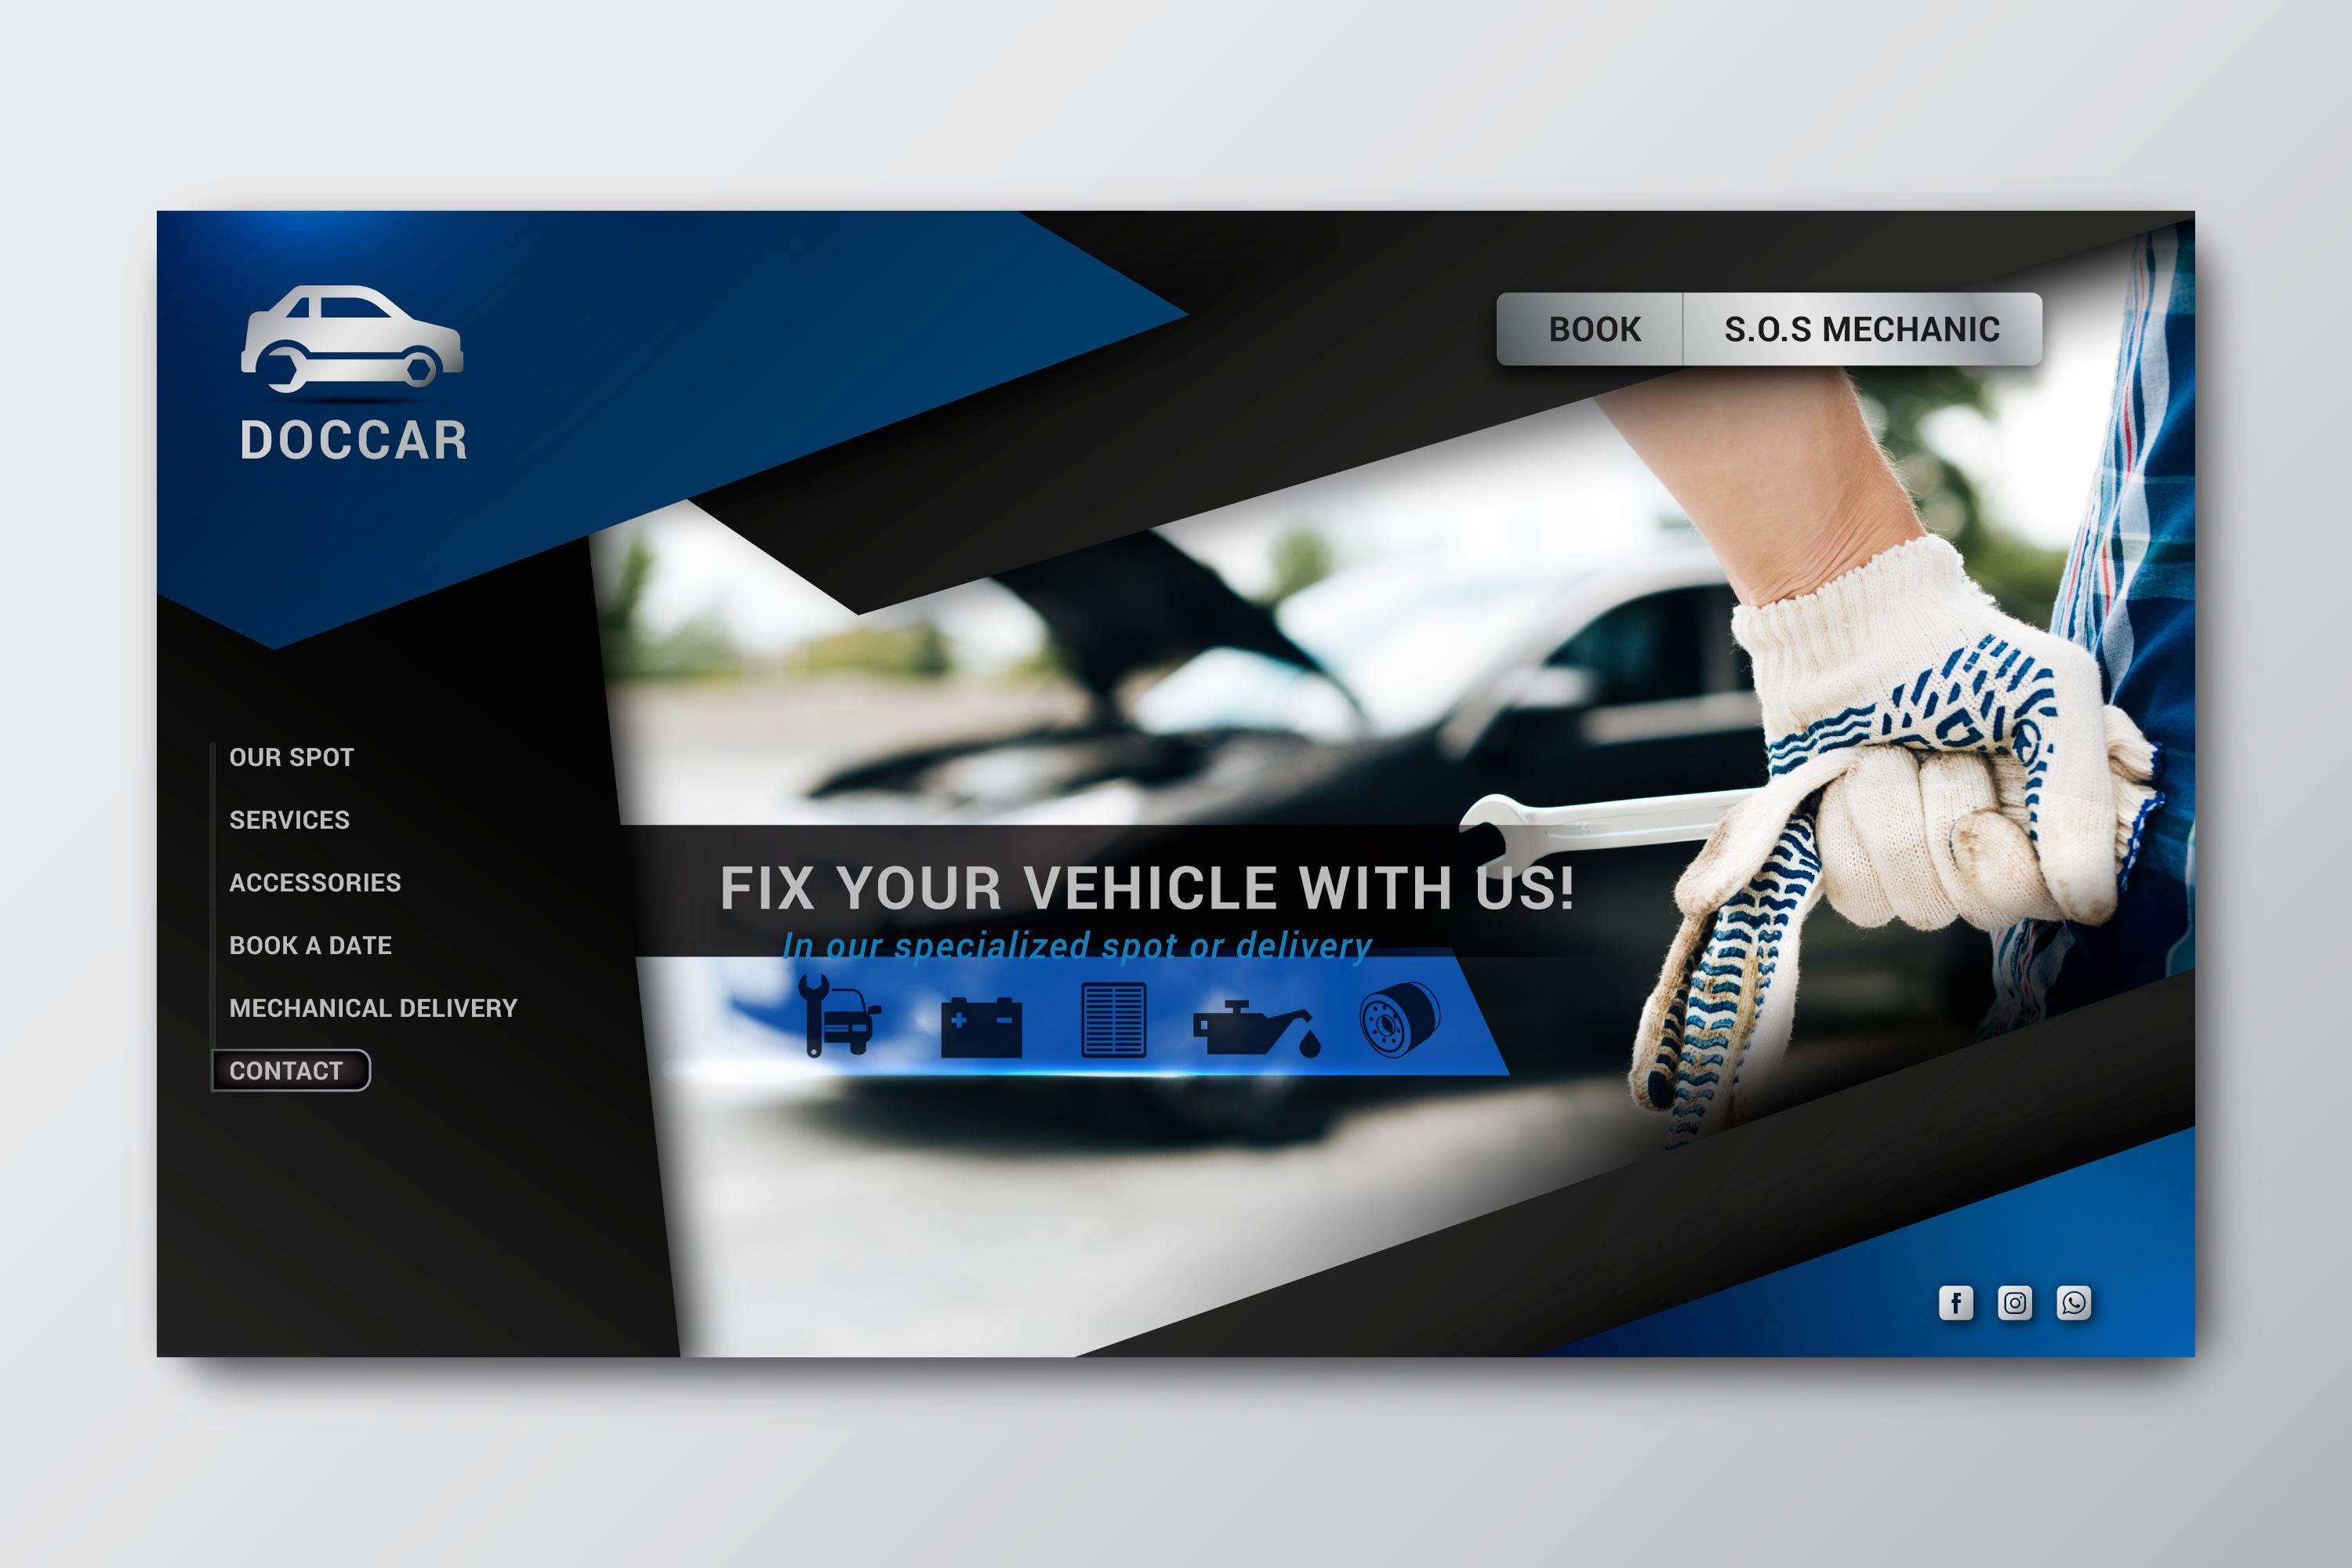 DOCCAR
BOOK
S.O.S MECHANIC
OUR SPOT
SERVICES
ACCESSORIES
BOOK A DATE
MECHANICAL DELIVERY
CONTACT
FIX YOUR VEHICLE WITH US!
In our specialized spot or delivery